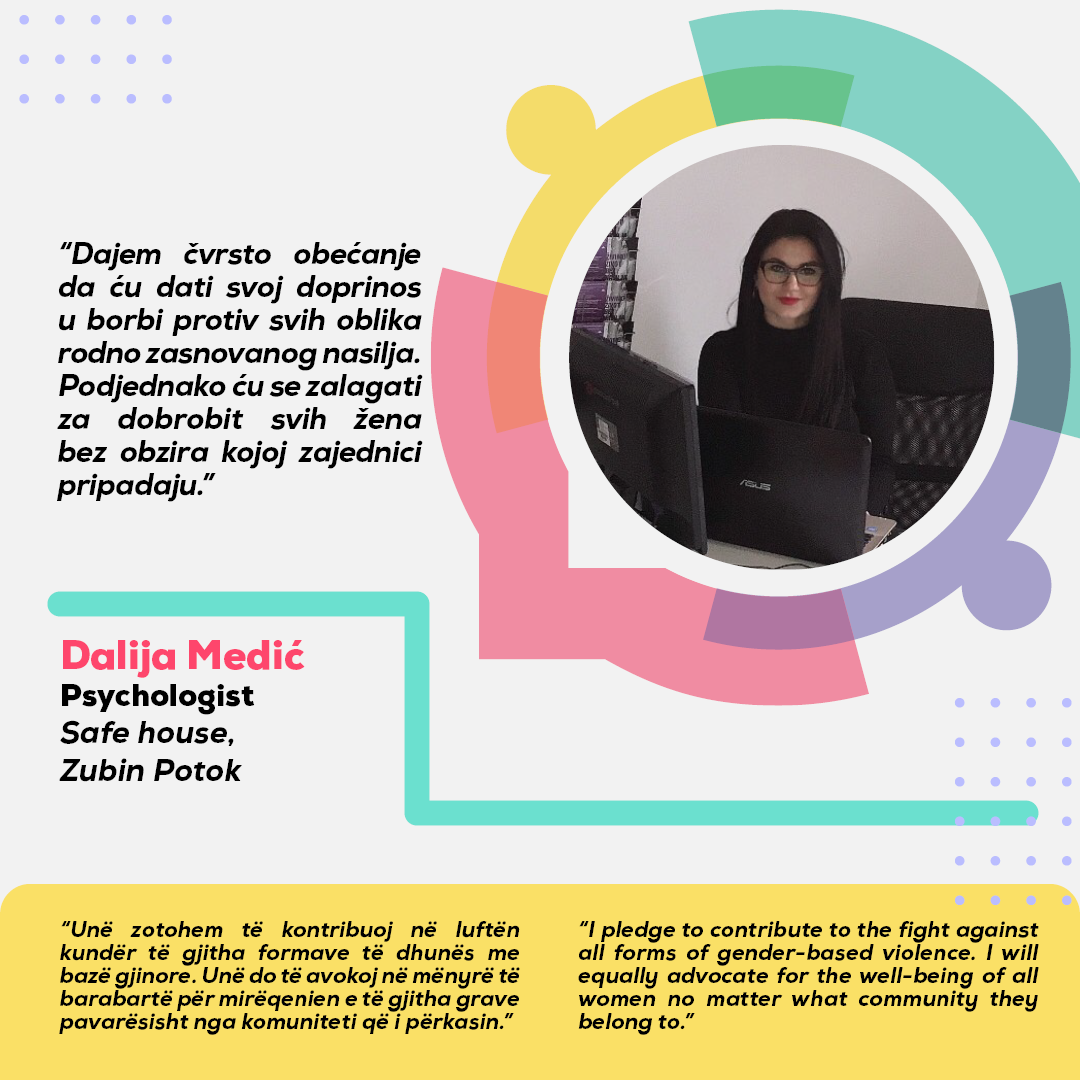 “Dajem čvrsto obećanje
da ću dati svoj doprinos
u borbi protiv svih oblika
rodno zasnovanog nasilja.
Podjednako ću se zalagati
za dobrobit svih žena
bez obzira kojoj zajednici
pripadaju.”
ASUS
Dalija Medić
Psychologist
Safe house,
Zubin Potok
“Unë zotohem të kontribuoj në luftën
kundër të gjitha formave të dhunës me
bazë gjinore. Unë do të avokoj në mënyrë të
barabartë për mirëqenien e të gjitha grave
pavarësisht nga komuniteti që i përkasin.”
“I pledge to contribute to the fight against
all forms of gender-based violence. I will
equally advocate for the well-being of all
women no matter what community they
belong to.”